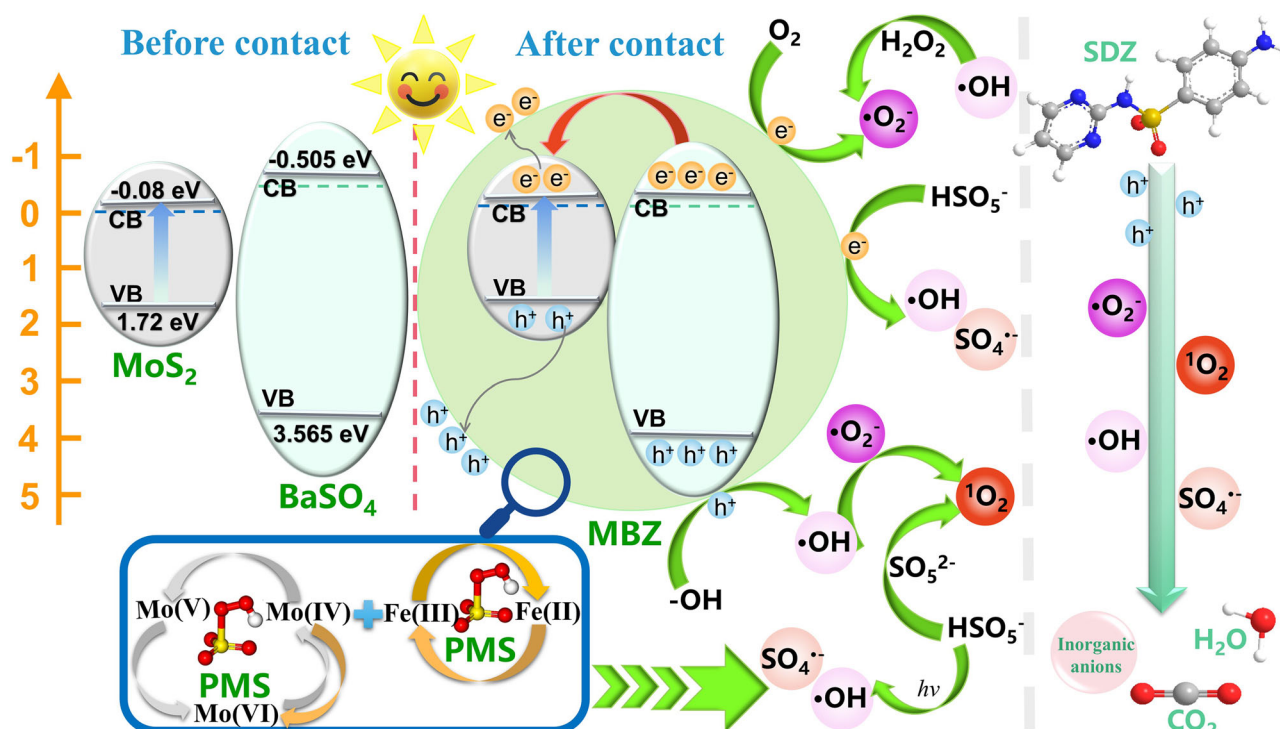 Before contact
After contact
-1
0
1
2
3
4
5
-0.08 eV
CB
VB
1.72 eV
MoS₂
-0.505 eV
CB
VB
3.565 eV
BaSO₄
e⁻
e⁻
e⁻
e⁻ e⁻
CB
VB
h⁺ h⁺
h⁺
h⁺
h⁺
e⁻ e⁻ e⁻
CB
VB
h⁺ h⁺ h⁺
MBZ
h⁺
O₂
e⁻
•O₂⁻
H₂O₂
•OH
HSO₅⁻
e⁻
•OH
SO₄•⁻
-OH
•OH
•O₂⁻
¹O₂
SO₅²⁻
HSO₅⁻
hv
SO₄•⁻
•OH
Mo(V)
Mo(IV)
PMS
Mo(VI)
Fe(III)
Fe(II)
PMS
SDZ
h⁺
h⁺
h⁺
•O₂⁻
¹O₂
•OH
SO₄•⁻
Inorganic
anions
H₂O
CO₂